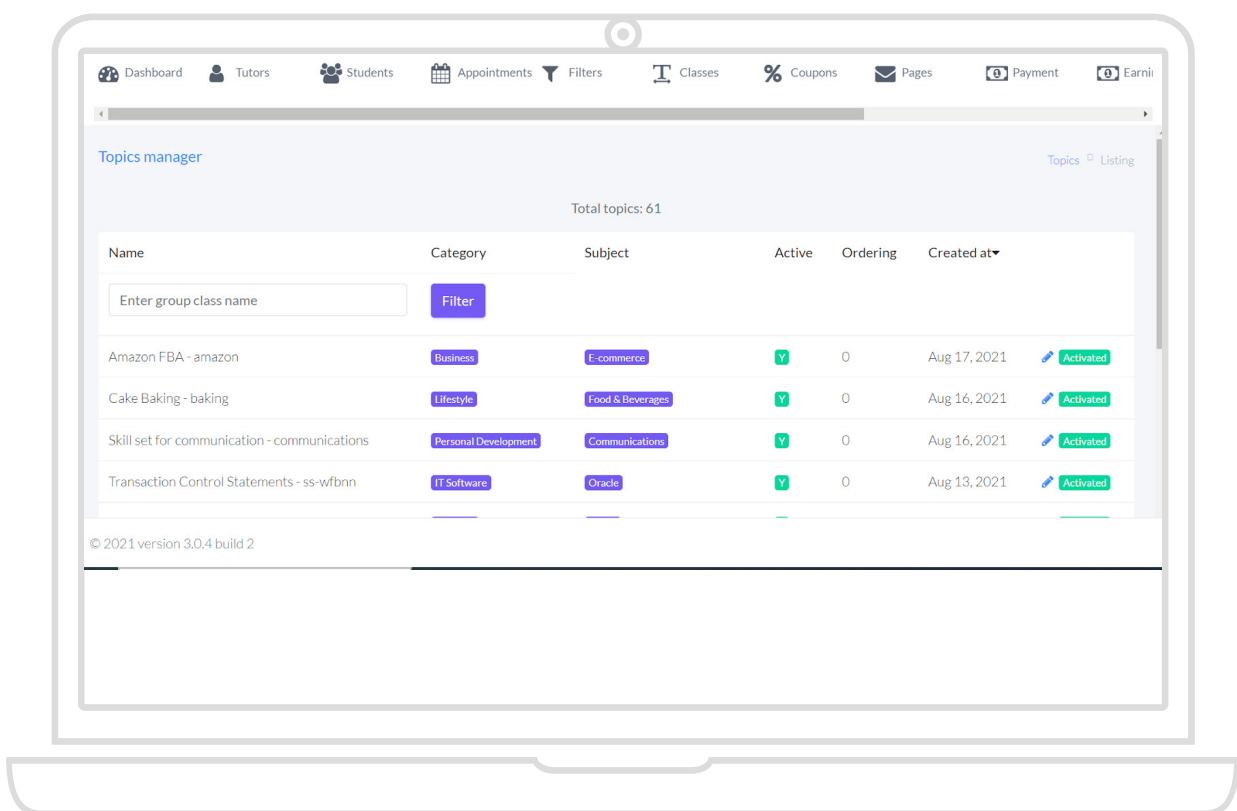 Dashboard Tutors Students Appointments Filters Classes Coupons Pages Payment
Topics manager
Topics Listing
Total topics: 61
Name Category Subject Active Ordering Created at
Enter group class name Filter
Amazon FBA - amazon Business E-commerce Y 0 Aug 17, 2021 Activated
Cake Baking - baking Lifestyle Food & Beverages Y 0 Aug 16, 2021 Activated
Skill set for communication - communications Personal Development Communications Y 0 Aug 16, 2021 Activated
Transaction Control Statements - ss-wfbnn IT Software Oracle Y 0 Aug 13, 2021 Activated
© 2021 version 3.0.4 build 2